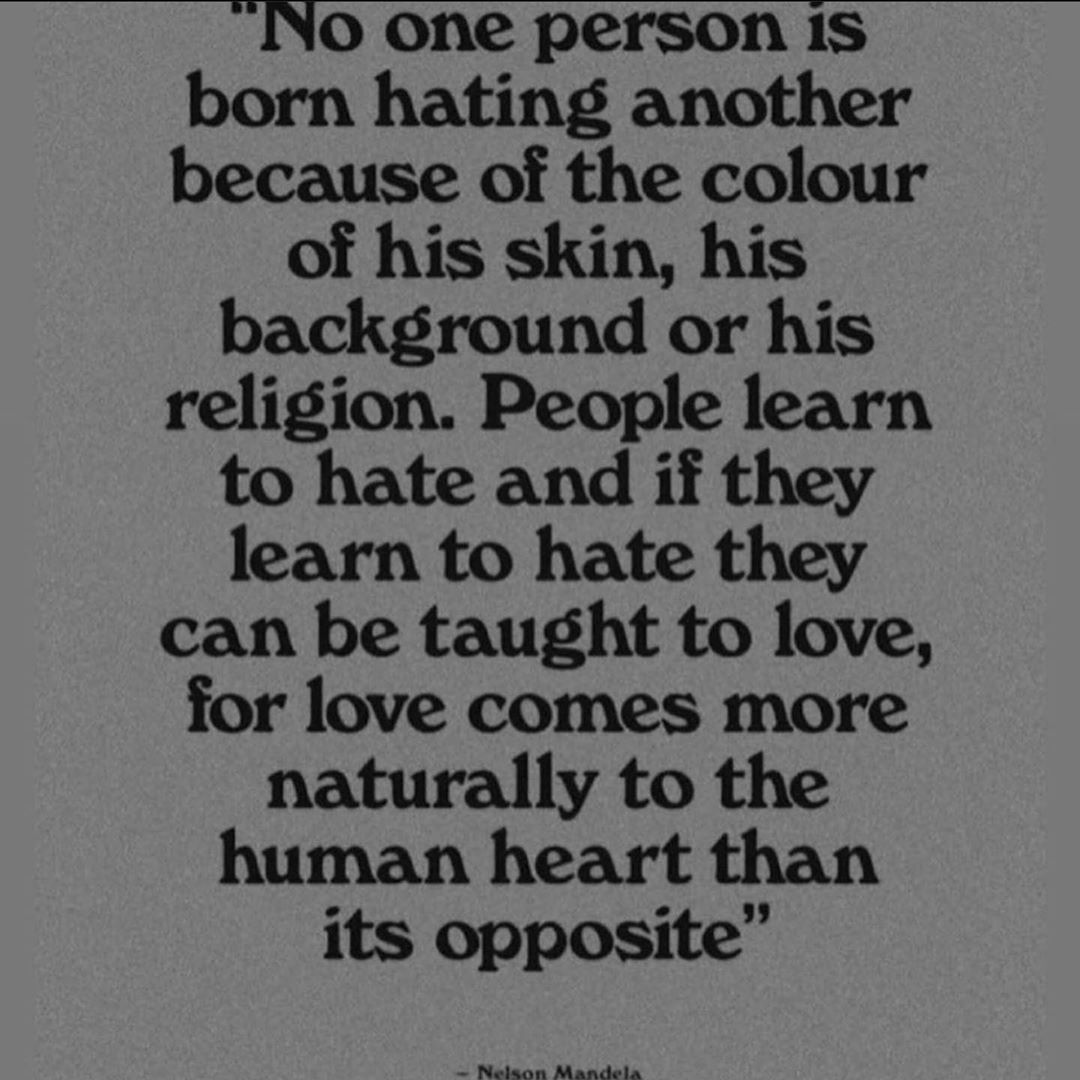 "No one person is
born hating another
because of the colour
of his skin, his
background or his
religion. People learn
to hate and if they
learn to hate they
can be taught to love,
for love comes more
naturally to the
human heart than
its opposite”
– Nelson Mandela